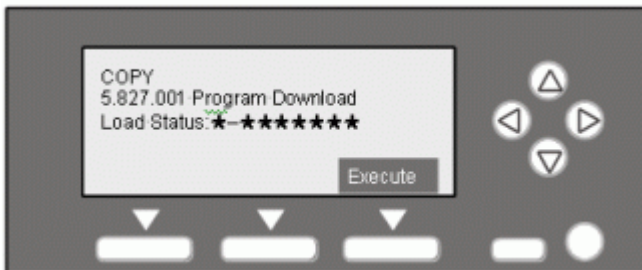 COPY
5.827.001 Program Download
Load Status:*–*******
Execute